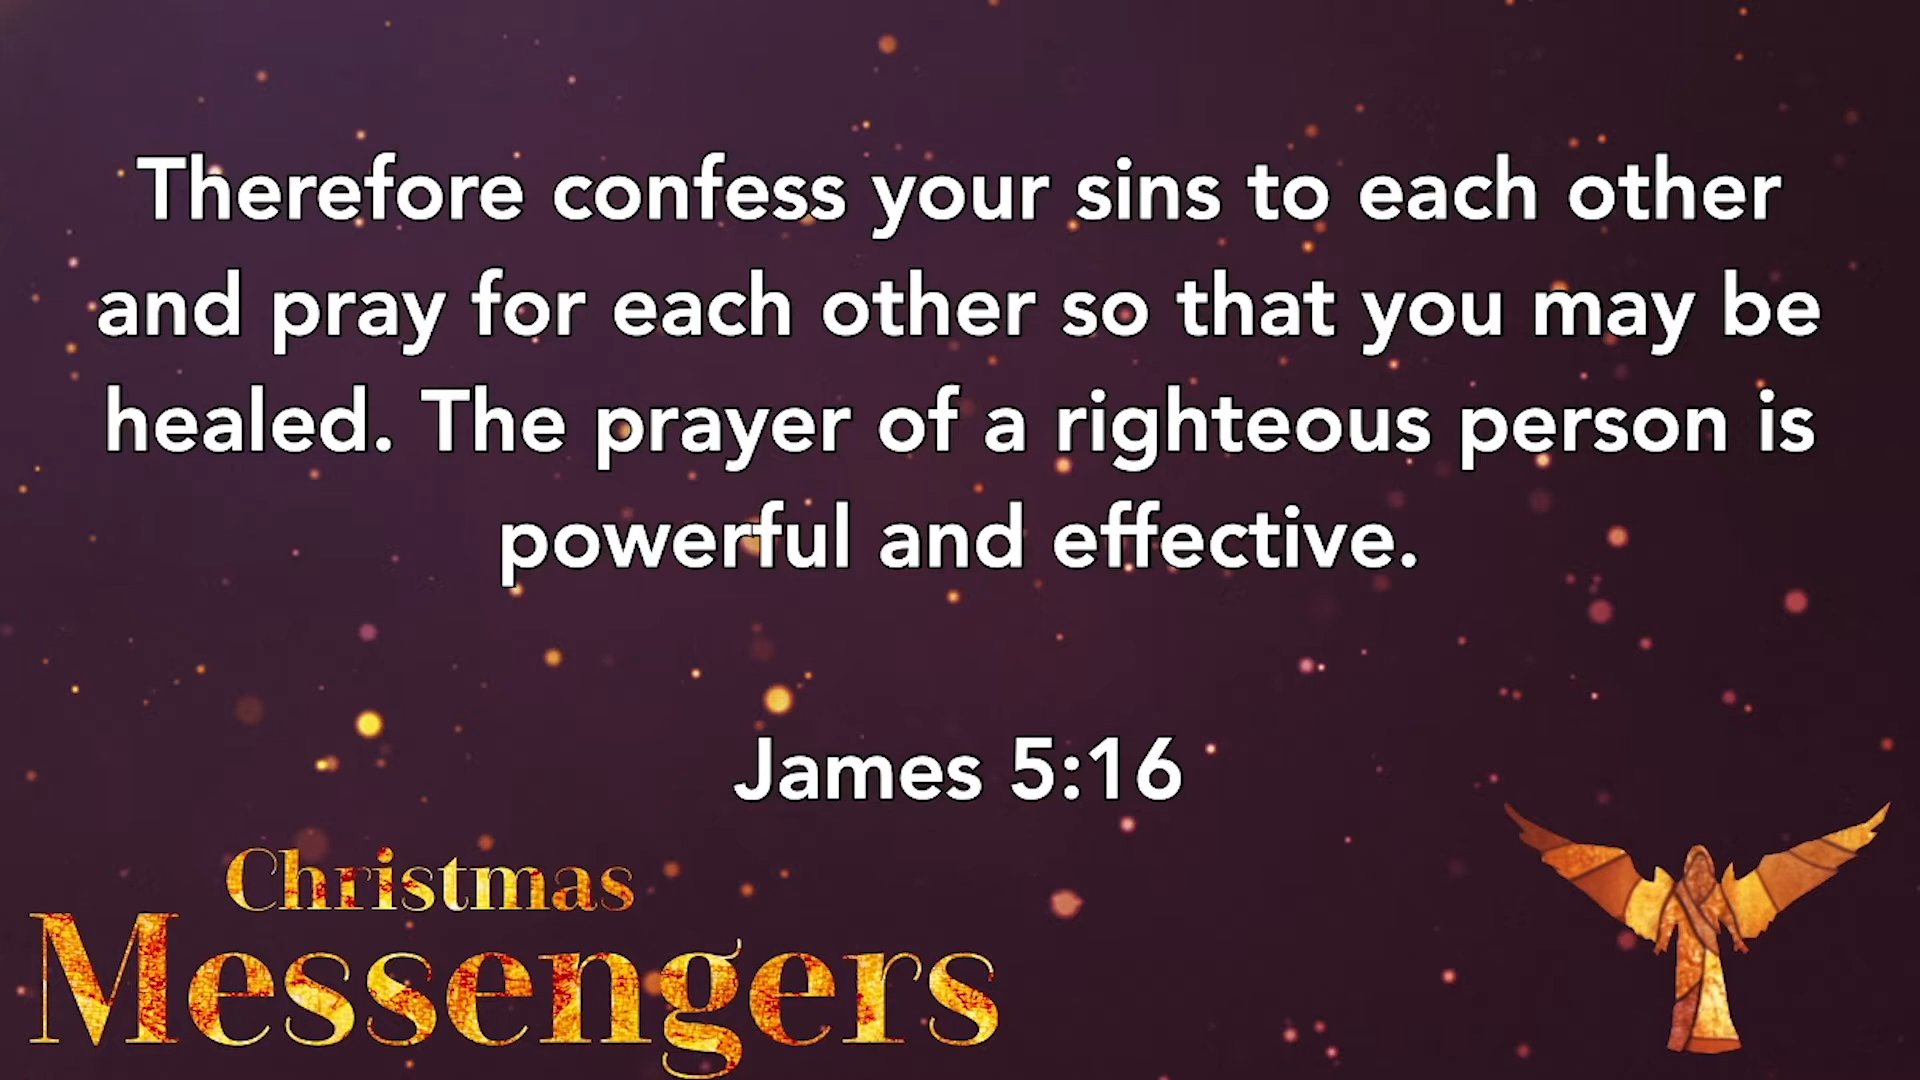 Therefore confess your sins to each other
and pray for each other so that you may be
healed. The prayer of a righteous person is
powerful and effective.
James 5:16
Christmas
Messengers